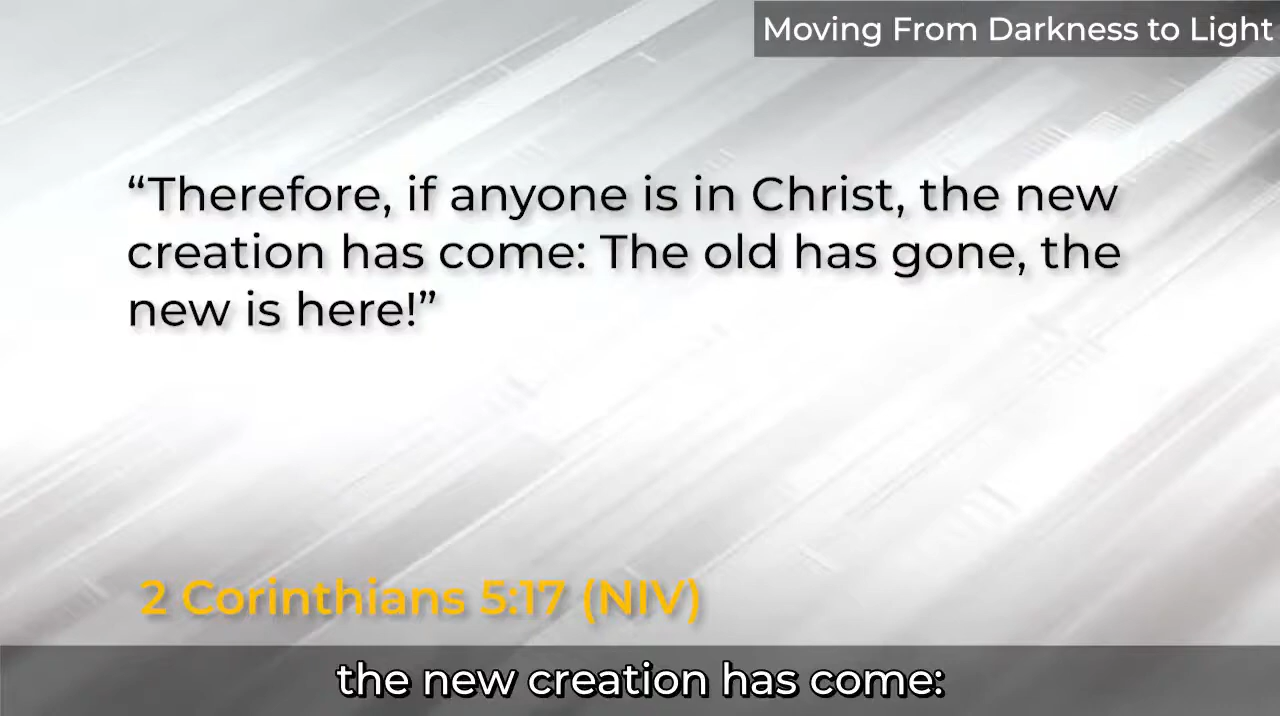 Moving From Darkness to Light
“Therefore, if anyone is in Christ, the new
creation has come: The old has gone, the
new is here!”
2 Corinthians 5:17 (NIV)
the new creation has come: